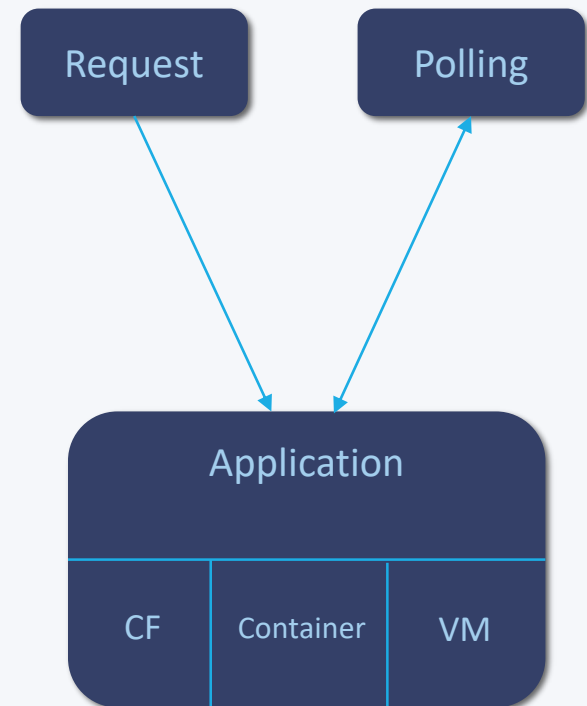 Request
Polling
Application
CF
Container
VM